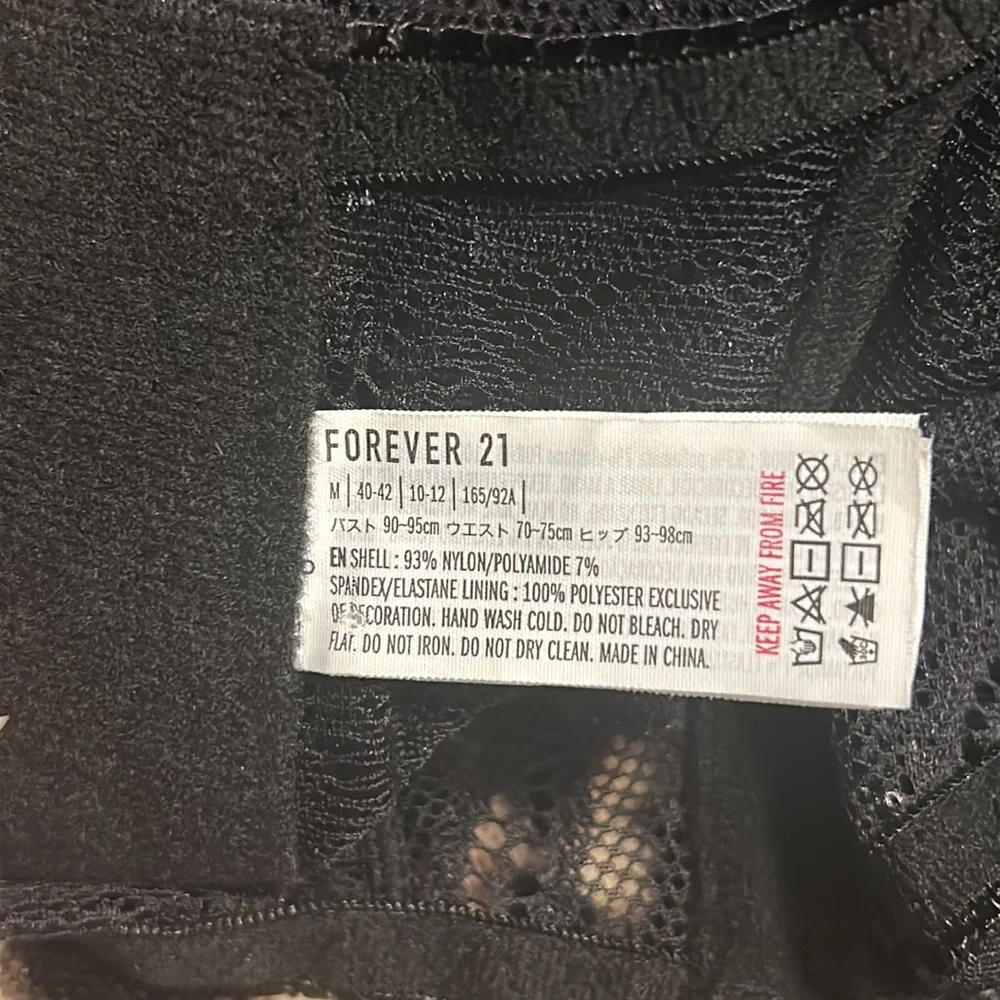 FOREVER 21
M | 40-42 | 10-12 | 165/92A |
バスト 90~95cm ウエスト 70~75cm ヒップ 93~98cm
EN SHELL : 93% NYLON/POLYAMIDE 7%
SPANDEX/ELASTANE LINING : 100% POLYESTER EXCLUSIVE
OF DECORATION. HAND WASH COLD. DO NOT BLEACH. DRY
FLAT. DO NOT IRON. DO NOT DRY CLEAN. MADE IN CHINA.
KEEP AWAY FROM FIRE